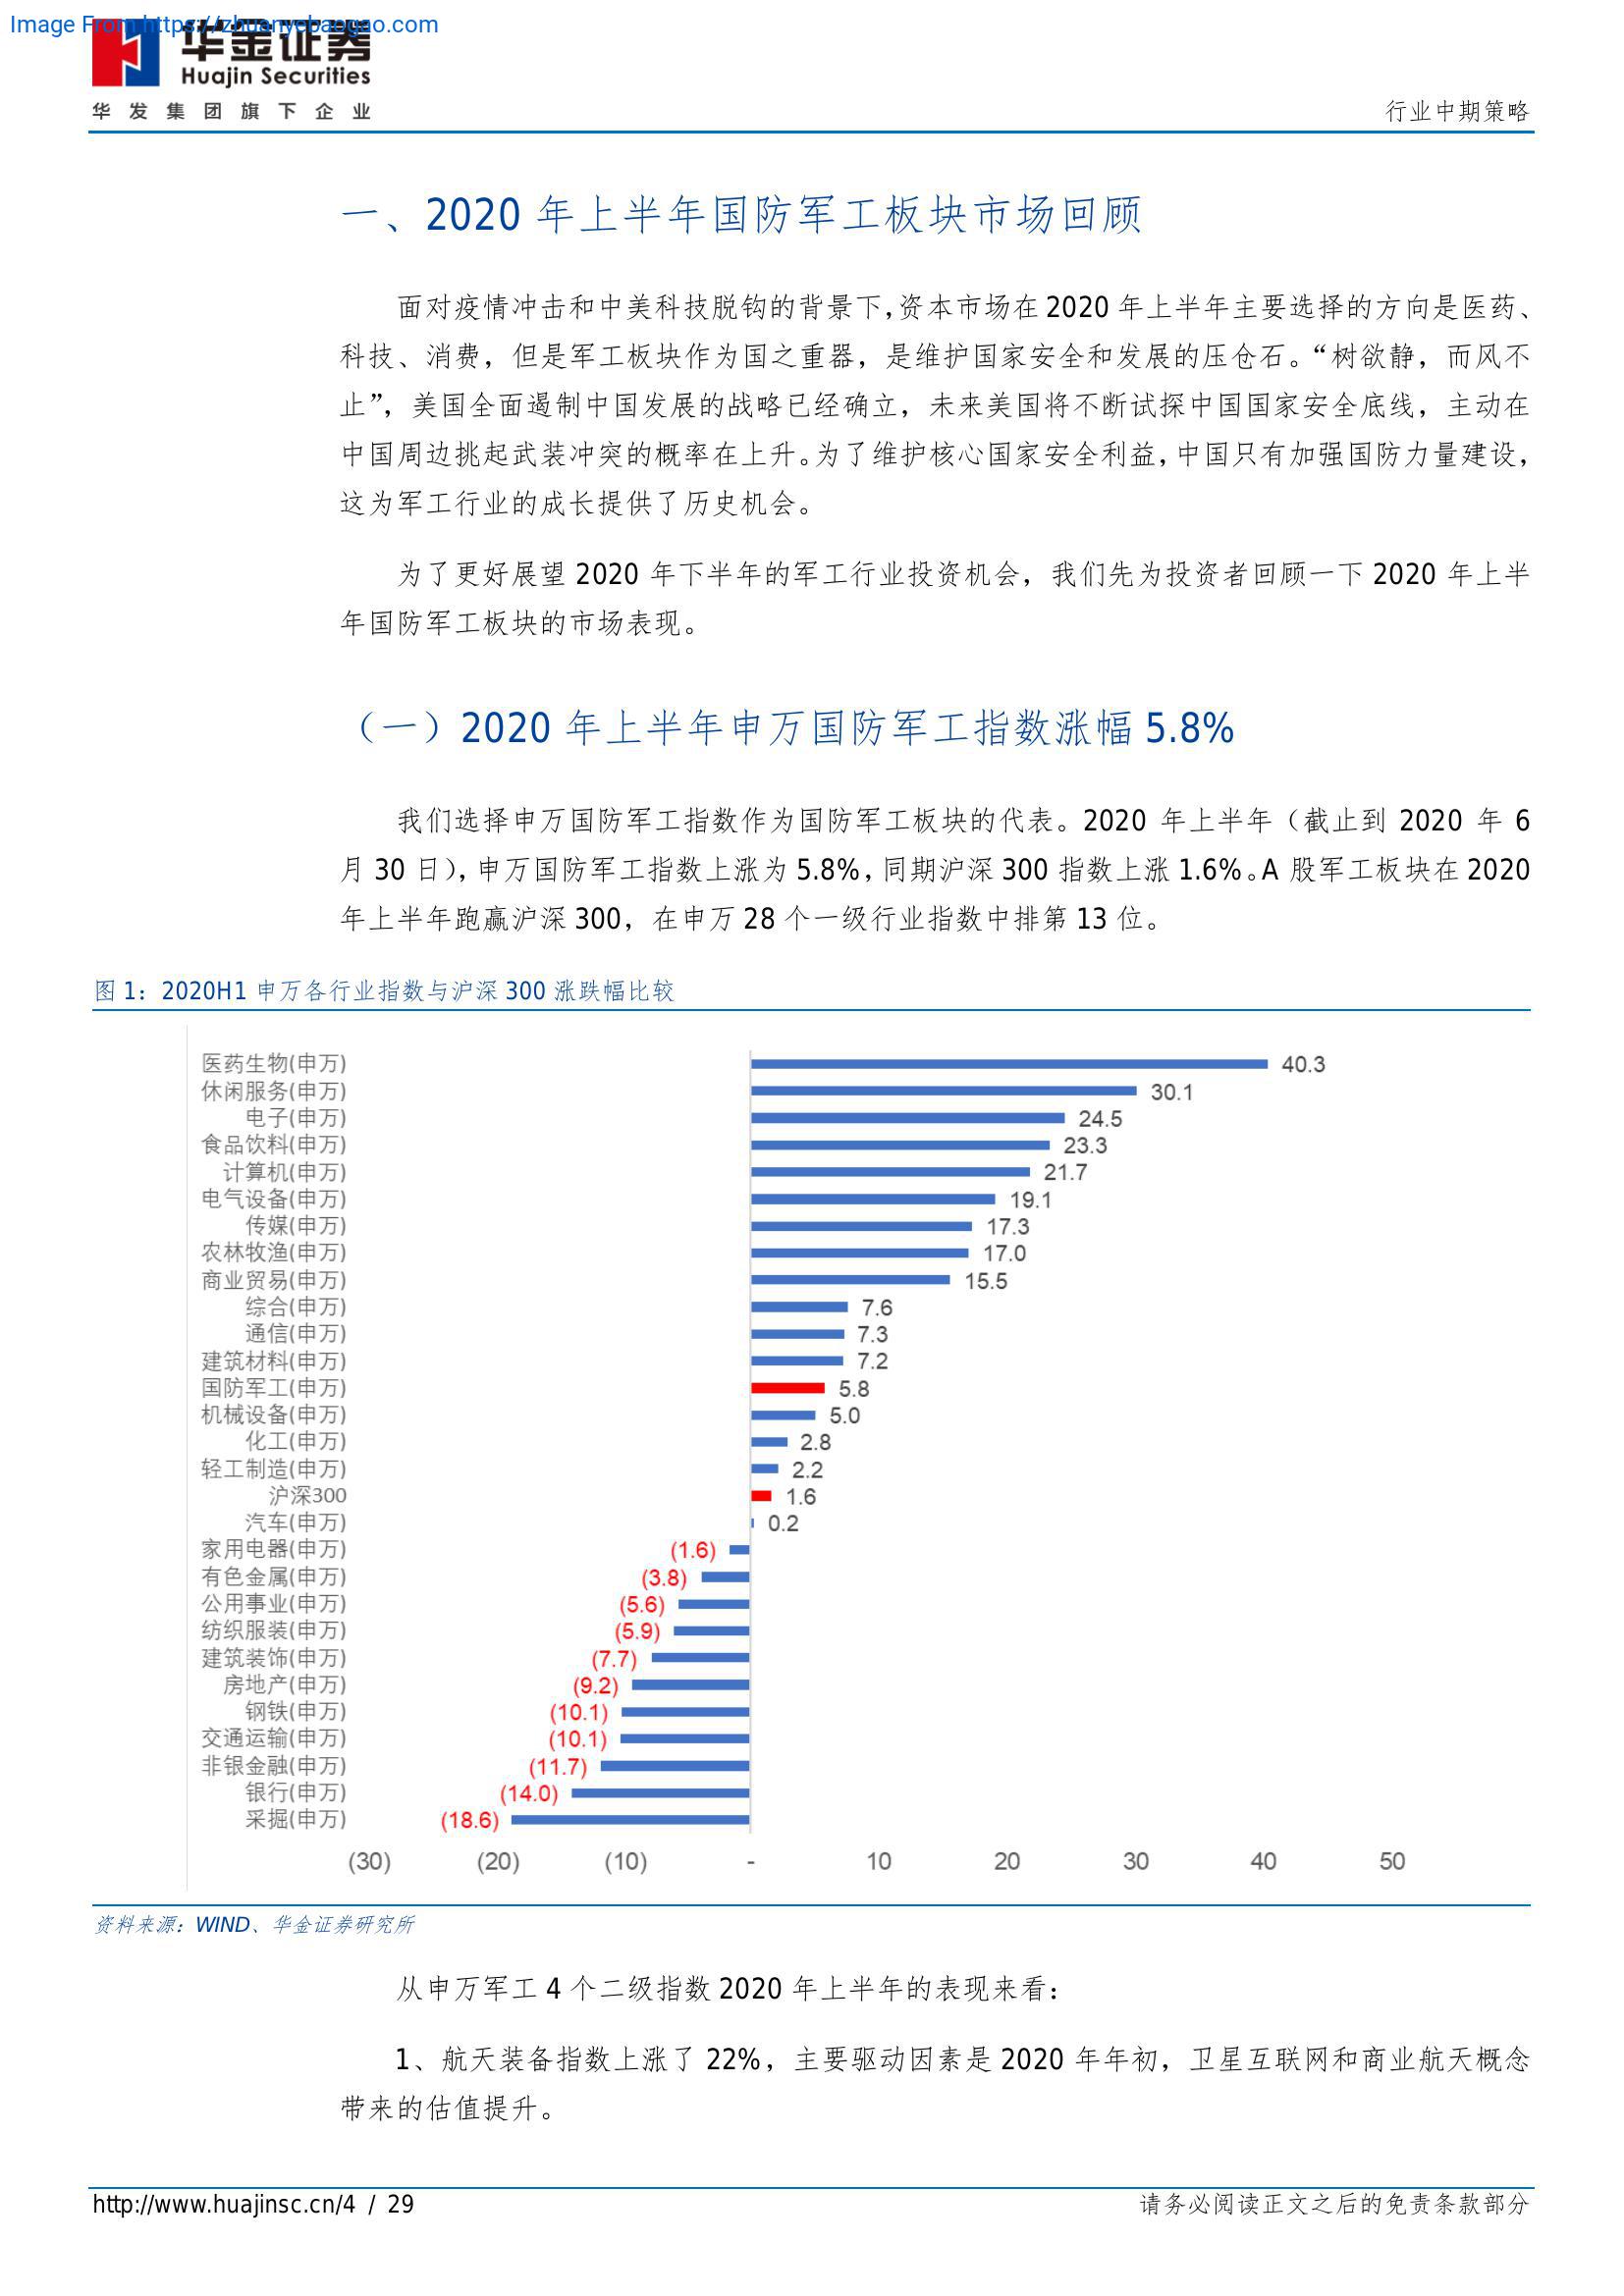 Image From https://zhuanyebaogao.com
华金证券
Huajin Securities
华发集团旗下企业
行业中期策略
一、2020 年上半年国防军工板块市场回顾
面对疫情冲击和中美科技脱钩的背景下，资本市场在 2020 年上半年主要选择的方向是医药、
科技、消费，但是军工板块作为国之重器，是维护国家安全和发展的压仓石。“树欲静，而风不
止”，美国全面遏制中国发展的战略已经确立，未来美国将不断试探中国国家安全底线，主动在
中国周边挑起武装冲突的概率在上升。为了维护核心国家安全利益，中国只有加强国防力量建设，
这为军工行业的成长提供了历史机会。
为了更好展望 2020 年下半年的军工行业投资机会，我们先为投资者回顾一下 2020 年上半
年国防军工板块的市场表现。
（一）2020 年上半年申万国防军工指数涨幅 5.8%
我们选择申万国防军工指数作为国防军工板块的代表。2020 年上半年（截止到 2020 年 6
月 30 日），申万国防军工指数上涨为 5.8%，同期沪深 300 指数上涨 1.6%。A 股军工板块在 2020
年上半年跑赢沪深 300，在申万 28 个一级行业指数中排第 13 位。
图 1：2020H1 申万各行业指数与沪深 300 涨跌幅比较
医药生物(申万) 40.3
休闲服务(申万) 30.1
电子(申万) 24.5
食品饮料(申万) 23.3
计算机(申万) 21.7
电气设备(申万) 19.1
传媒(申万) 17.3
农林牧渔(申万) 17.0
商业贸易(申万) 15.5
综合(申万) 7.6
通信(申万) 7.3
建筑材料(申万) 7.2
国防军工(申万) 5.8
机械设备(申万) 5.0
化工(申万) 2.8
轻工制造(申万) 2.2
沪深300 1.6
汽车(申万) 0.2
家用电器(申万) (1.6)
有色金属(申万) (3.8)
公用事业(申万) (5.6)
纺织服装(申万) (5.9)
建筑装饰(申万) (7.7)
房地产(申万) (9.2)
钢铁(申万) (10.1)
交通运输(申万) (10.1)
非银金融(申万) (11.7)
银行(申万) (14.0)
采掘(申万) (18.6)
(30) (20) (10) - 10 20 30 40 50
资料来源：WIND、华金证券研究所
从申万军工 4 个二级指数 2020 年上半年的表现来看：
1、航天装备指数上涨了 22%，主要驱动因素是 2020 年年初，卫星互联网和商业航天概念
带来的估值提升。
http://www.huajinsc.cn/4 / 29
请务必阅读正文之后的免责条款部分